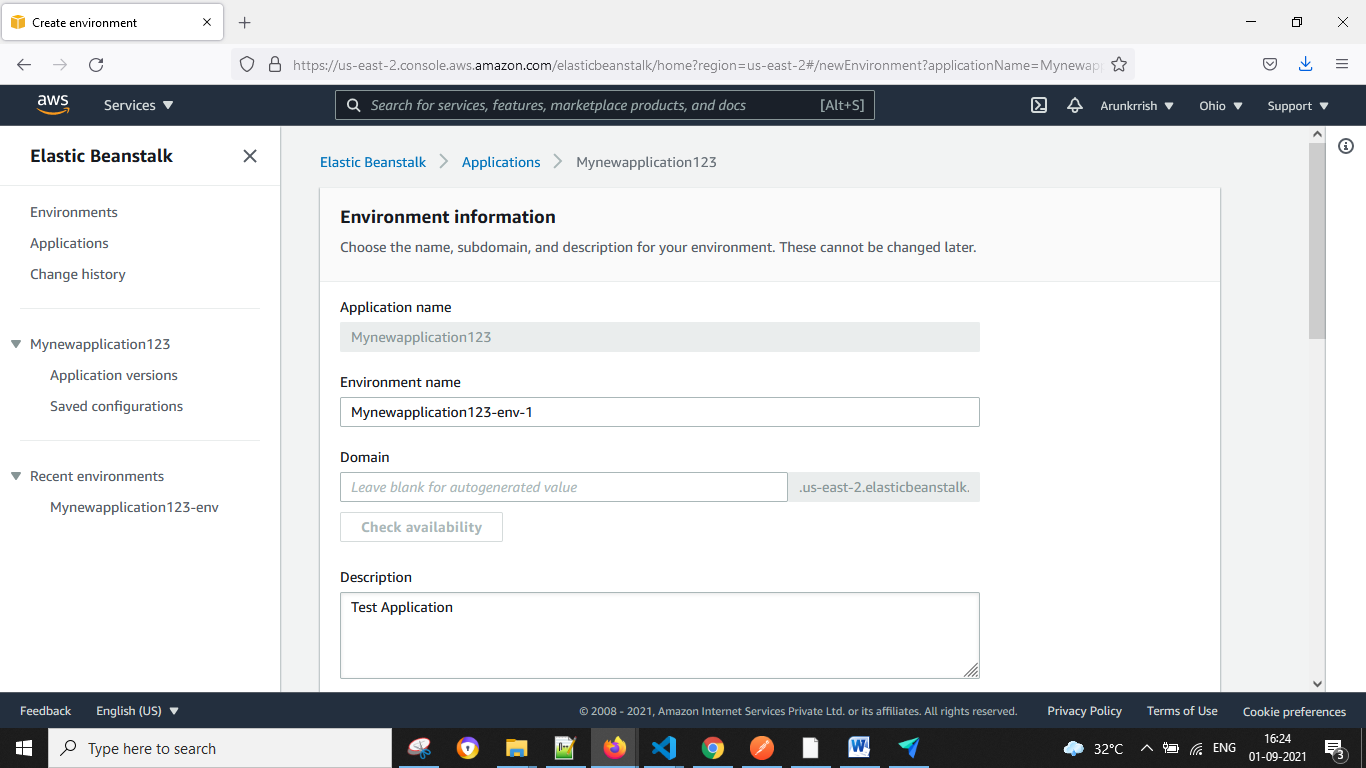 Create environment
https://us-east-2.console.aws.amazon.com/elasticbeanstalk/home?region=us-east-2#/newEnvironment?applicationName=Mynewapp
aws
Services
Search for services, features, marketplace products, and docs
[Alt+S]
Arunkrrish
Ohio
Support
Elastic Beanstalk
Environments
Applications
Change history
Mynewapplication123
Application versions
Saved configurations
Recent environments
Mynewapplication123-env
Elastic Beanstalk
Applications
Mynewapplication123
Environment information
Choose the name, subdomain, and description for your environment. These cannot be changed later.
Application name
Mynewapplication123
Environment name
Mynewapplication123-env-1
Domain
Leave blank for autogenerated value
.us-east-2.elasticbeanstalk.
Check availability
Description
Test Application
Feedback
English (US)
© 2008 - 2021, Amazon Internet Services Private Ltd. or its affiliates. All rights reserved.
Privacy Policy
Terms of Use
Cookie preferences
Type here to search
32°C
ENG
16:24
01-09-2021
3